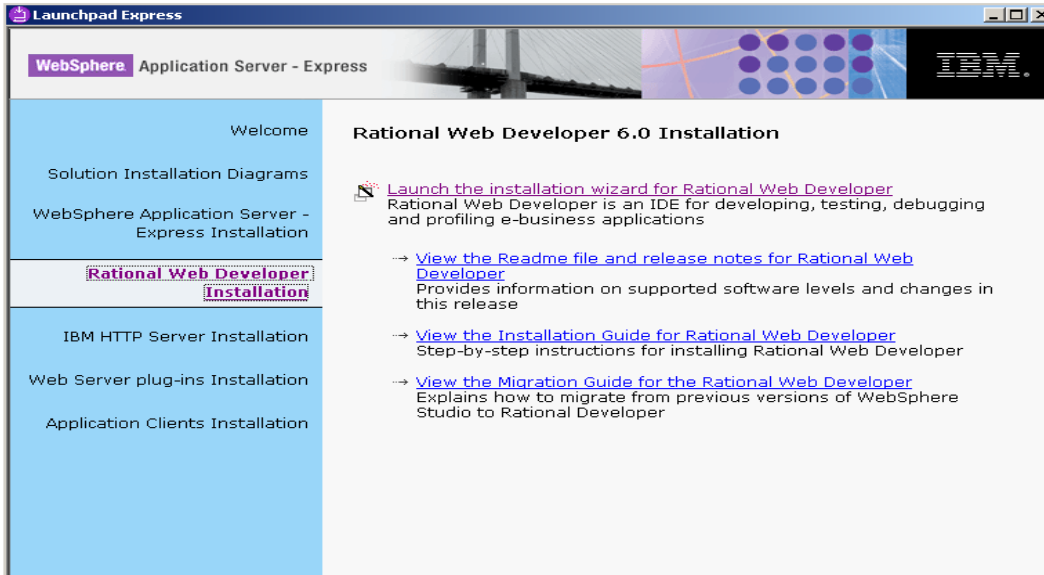 Launchpad Express
WebSphere. Application Server - Express
IBM.
Welcome
Solution Installation Diagrams
WebSphere Application Server -
Express Installation
Rational Web Developer
Installation
IBM HTTP Server Installation
Web Server plug-ins Installation
Application Clients Installation
Rational Web Developer 6.0 Installation
Launch the installation wizard for Rational Web Developer
Rational Web Developer is an IDE for developing, testing, debugging
and profiling e-business applications
View the Readme file and release notes for Rational Web
Developer
Provides information on supported software levels and changes in
this release
View the Installation Guide for Rational Web Developer
Step-by-step instructions for installing Rational Web Developer
View the Migration Guide for the Rational Web Developer
Explains how to migrate from previous versions of WebSphere
Studio to Rational Developer